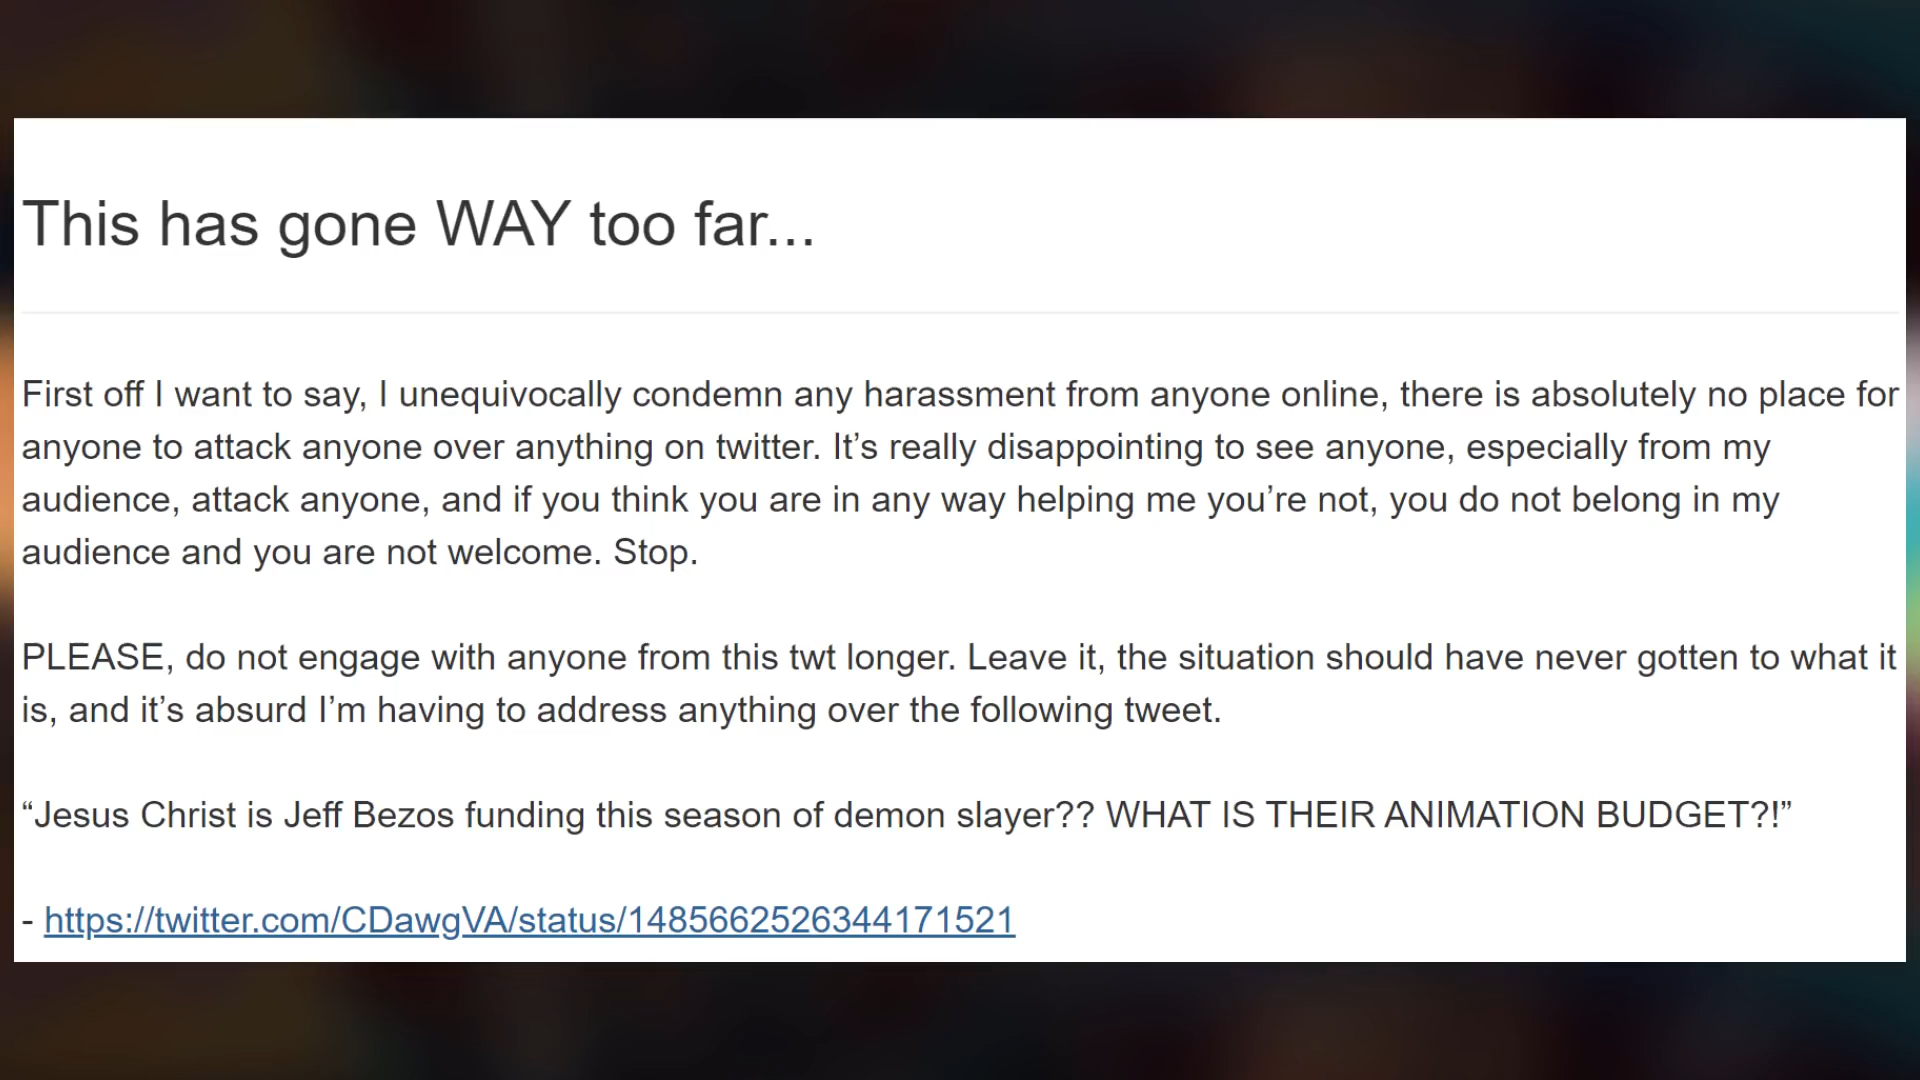 This has gone WAY too far...
First off I want to say, I unequivocally condemn any harassment from anyone online, there is absolutely no place for
anyone to attack anyone over anything on twitter. It’s really disappointing to see anyone, especially from my
audience, attack anyone, and if you think you are in any way helping me you’re not, you do not belong in my
audience and you are not welcome. Stop.
PLEASE, do not engage with anyone from this twt longer. Leave it, the situation should have never gotten to what it
is, and it’s absurd I’m having to address anything over the following tweet.
“Jesus Christ is Jeff Bezos funding this season of demon slayer?? WHAT IS THEIR ANIMATION BUDGET?!”
- https://twitter.com/CDawgVA/status/1485662526344171521